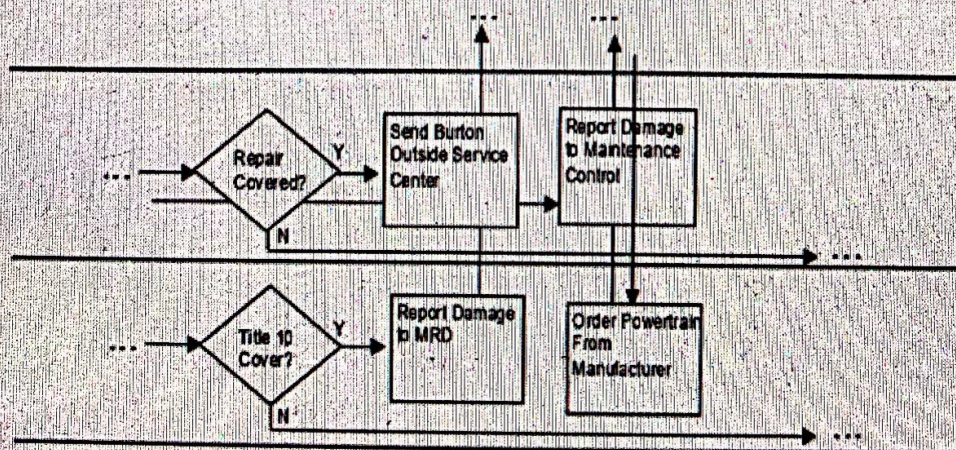 ...
...
Repair
Covered?
Y
N
Send Burton
Outside Service
Center
Report Damage
to Maintenance
Control
...
...
Title 10
Cover?
Y
N
Report Damage
to MRD
Order Powertrain
From
Manufacturer
...
...
...